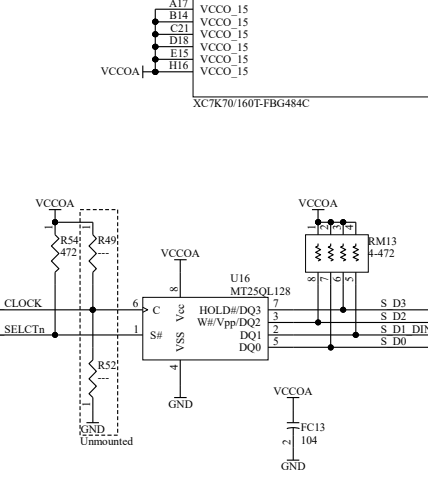 A17 VCCO_15
B14 VCCO_15
C21 VCCO_15
D18 VCCO_15
E15 VCCO_15
VCCOA H16 VCCO_15
XC7K70/160T-FBG484C
VCCOA
1
R54
472
1
R49
---
VCCOA
8
U16
MT25QL128
VCCOA
1 2 3 4
RM13
4-472
8 7 6 5
CLOCK 6 C Vcc HOLD#/DQ3 7 S_D3
W#/Vpp/DQ2 3 S_D2
SELCTn 1 S# VSS DQ1 2 S_D1_DIN
DQ0 5 S_D0
R52
---
1
4
GND
GND
Unmounted
VCCOA
FC13
104
2
GND